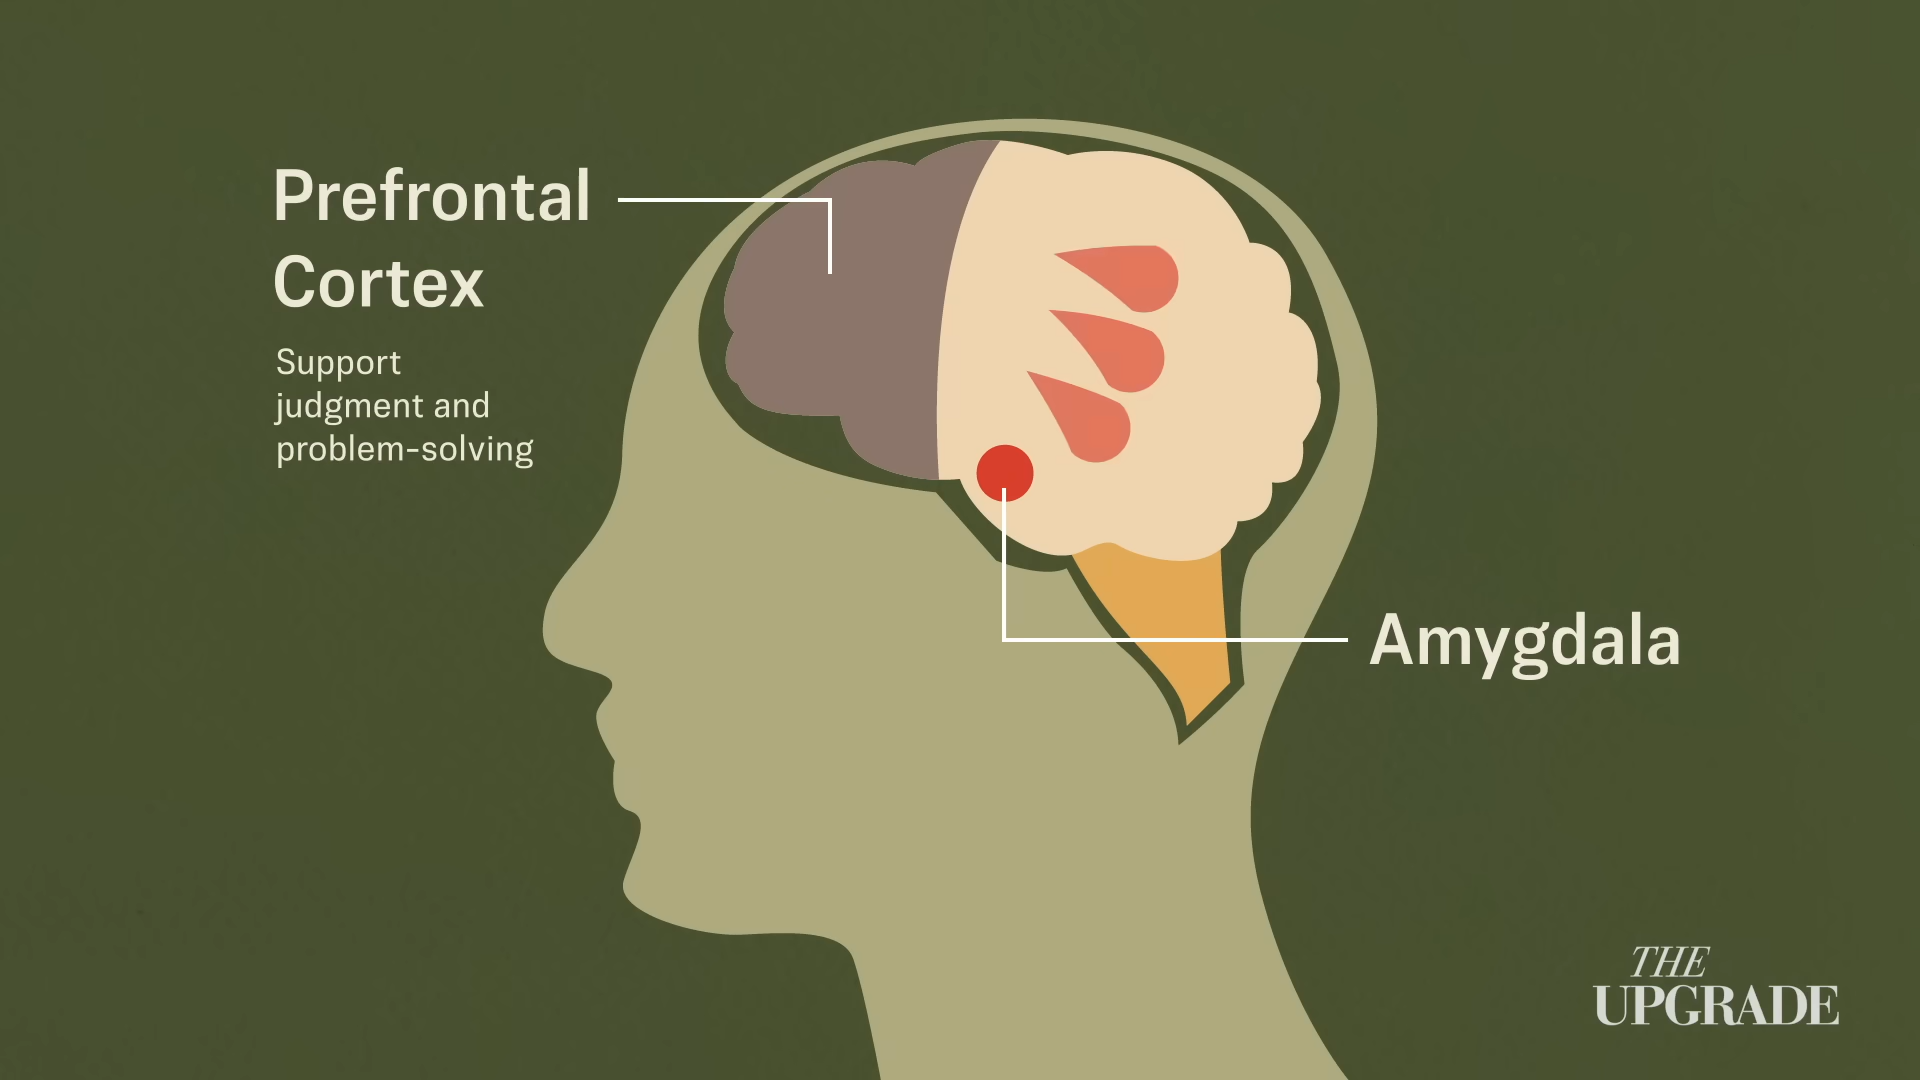 Prefrontal
Cortex
Support
judgment and
problem-solving
Amygdala
THE
UPGRADE